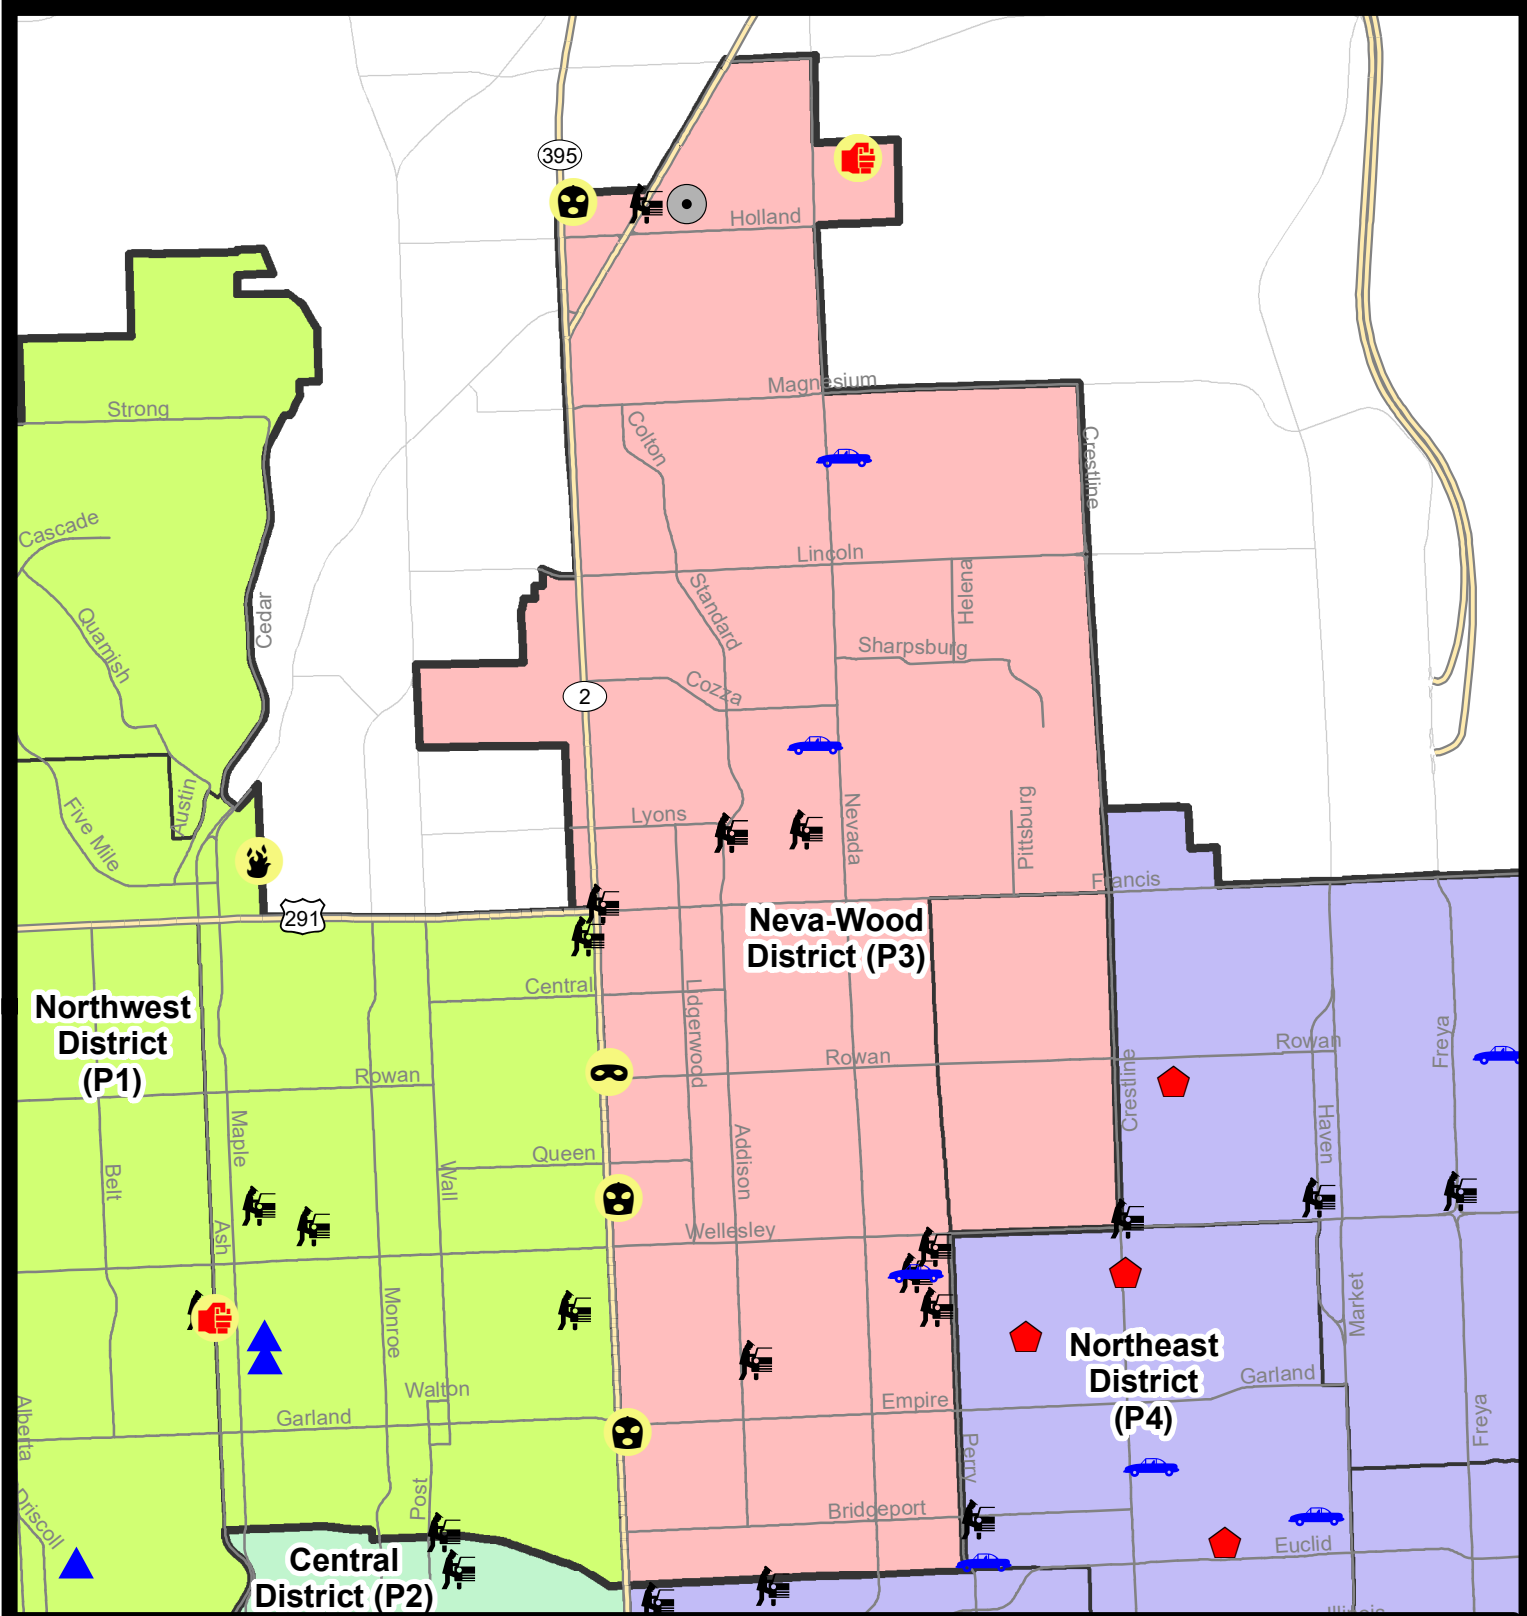 395
Holland
Magnesium
Strong
Colton
Crestline
Cascade
Lincoln
Helena
Standard
Cedar
Quamish
Sharpsburg
Cozza
2
Austin
Five Mile
Lyons
Nevada
Pittsburg
Francis
291
Neva-Wood
District (P3)
Central
Lidgerwood
Northwest
District
(P1)
Rowan
Rowan
Rowan
Freya
Crestline
Maple
Haven
Queen
Addison
Belt
Wall
Ash
Wellesley
Monroe
Market
Northeast
District
(P4)
Walton
Garland
Garland
Empire
Alberta
Freya
Perry
Post
Driscoll
Bridgeport
Euclid
Central
District (P2)